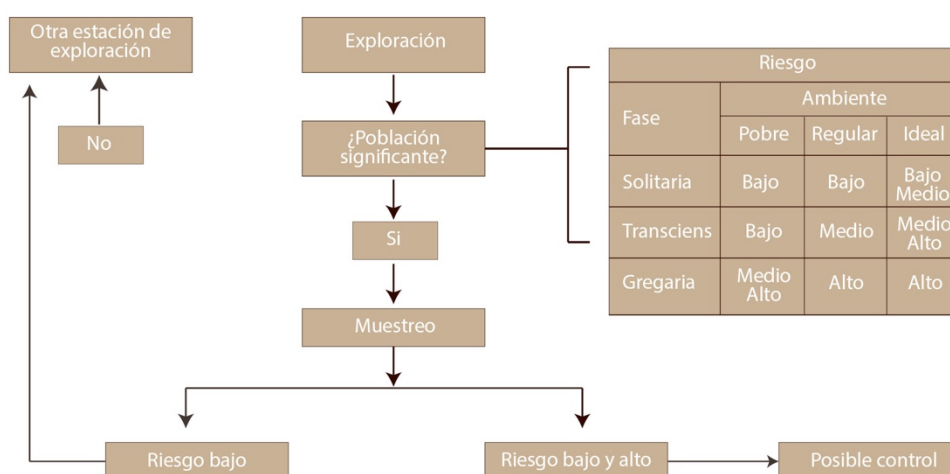 Otra estación de
exploración
Exploración
No
¿Población
significante?
Si
Muestreo
Riesgo
Fase
Ambiente
Pobre Regular Ideal
Solitaria Bajo Bajo Bajo
Medio
Transciens Bajo Medio Medio
Alto
Gregaria Medio
Alto Alto Alto
Riesgo bajo
Riesgo bajo y alto
Posible control